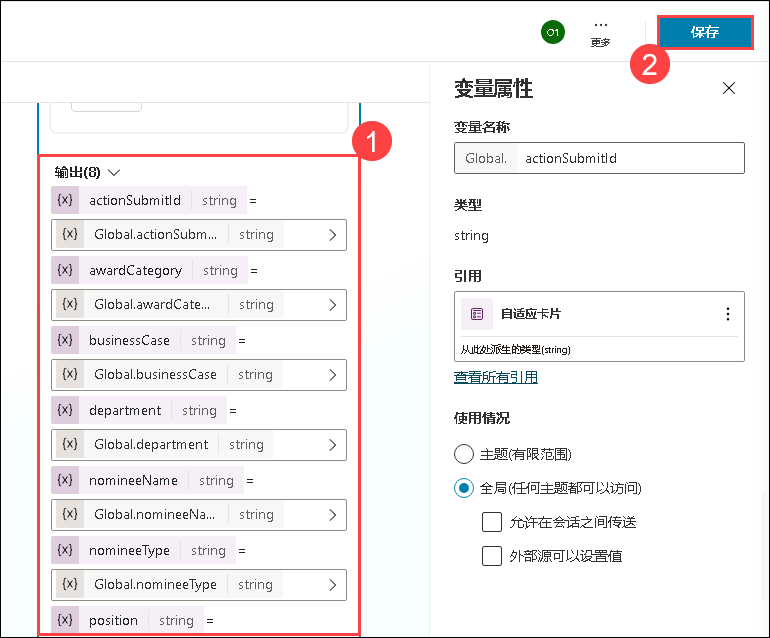 O1
...
更多
保存
2
变量属性
变量名称
Global. actionSubmitId
类型
string
引用
自适应卡片
从此处派生的类型(string)
查看所有引用
使用情况
主题(有限范围)
全局(任何主题都可以访问)
允许在会话之间传送
外部源可以设置值
1
输出(8)
{x} actionSubmitId string =
{x} Global.actionSubm... string
{x} awardCategory string =
{x} Global.awardCate... string
{x} businessCase string =
{x} Global.businessCase string
{x} department string =
{x} Global.department string
{x} nomineeName string =
{x} Global.nomineeNa... string
{x} nomineeType string =
{x} Global.nomineeType string
{x} position string =